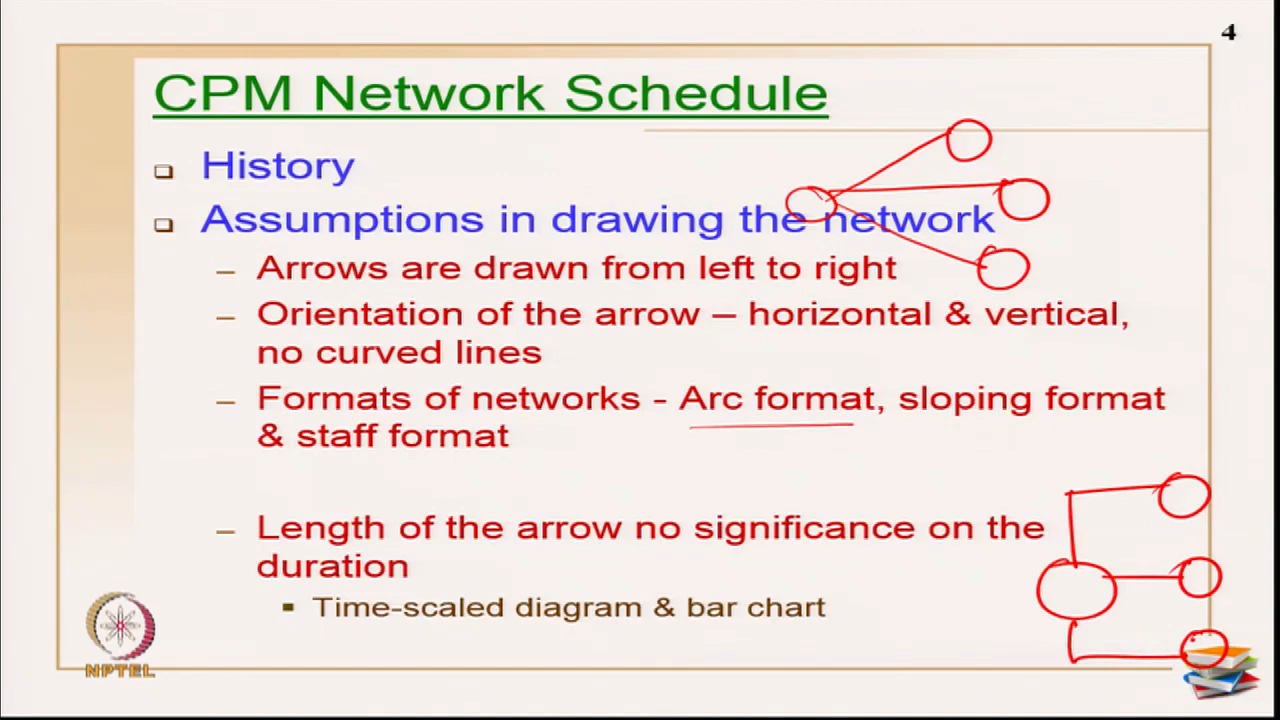 4
CPM Network Schedule
History
Assumptions in drawing the network
– Arrows are drawn from left to right
– Orientation of the arrow – horizontal & vertical,
no curved lines
– Formats of networks - Arc format, sloping format
& staff format
– Length of the arrow no significance on the
duration
Time-scaled diagram & bar chart
NPTEL